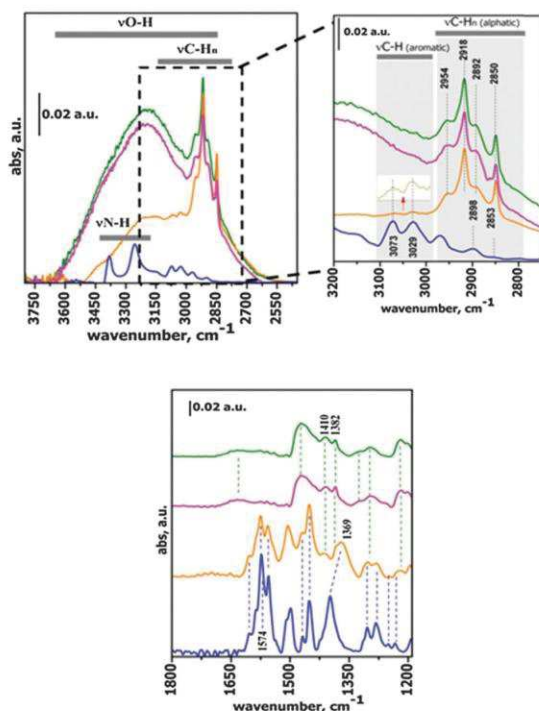 νO-H
νC-Hn
0.02 a.u.
νN-H
abs, a.u.
3750 3600 3450 3300 3150 3000 2850 2700 2550
wavenumber, cm-1
0.02 a.u.
νC-Hn (alphatic)
νC-H (aromatic)
2954
2918
2892
2850
3073
3029
2898
2853
3200 3100 3000 2900 2800
wavenumber, cm-1
0.02 a.u.
1410
1382
1369
1574
abs, a.u.
1800 1650 1500 1350 1200
wavenumber, cm-1